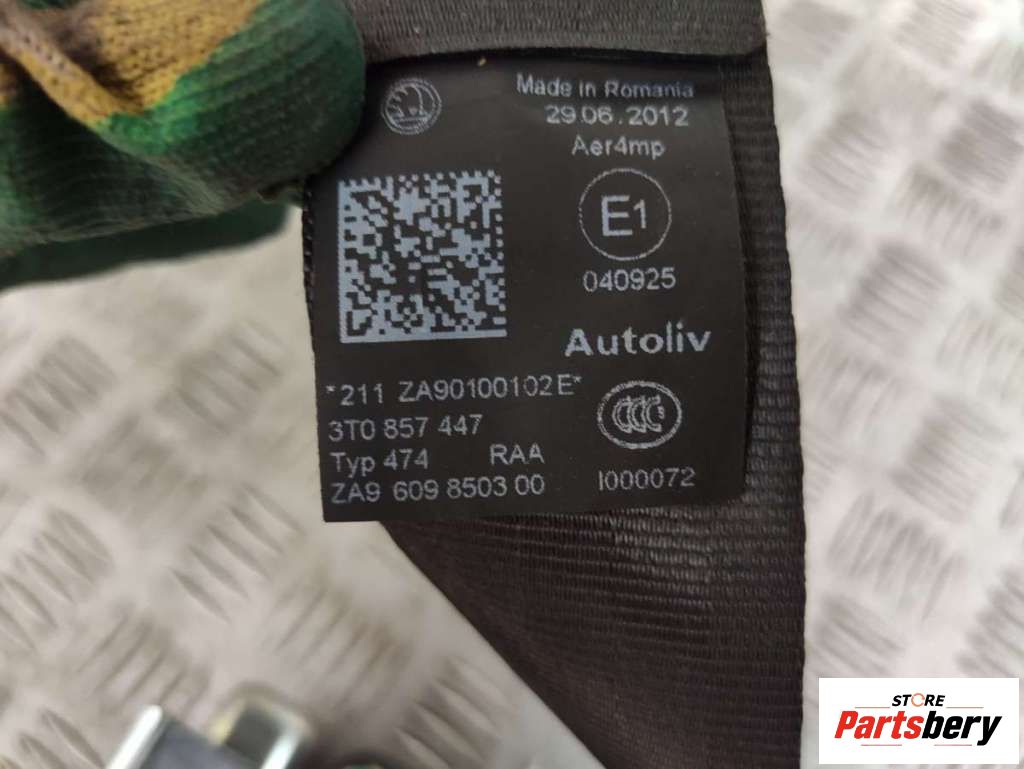 Made in Romania
29.06.2012
Aer4mp
E1
040925
Autoliv
*211 ZA90100102E*
3T0 857 447
Typ 474 RAA
ZA9 609 8503 00
CCC
I000072
STORE
Partsbery